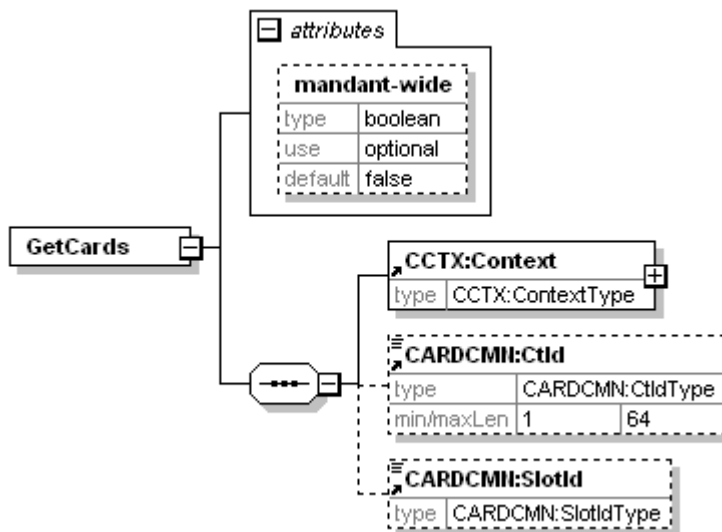 attributes
mandant-wide
type boolean
use optional
default false
GetCards
CCTX:Context
type CCTX:ContextType
CARDCMN:CtId
type CARDCMN:CtIdType
min/maxLen 1 64
CARDCMN:SlotId
type CARDCMN:SlotIdType